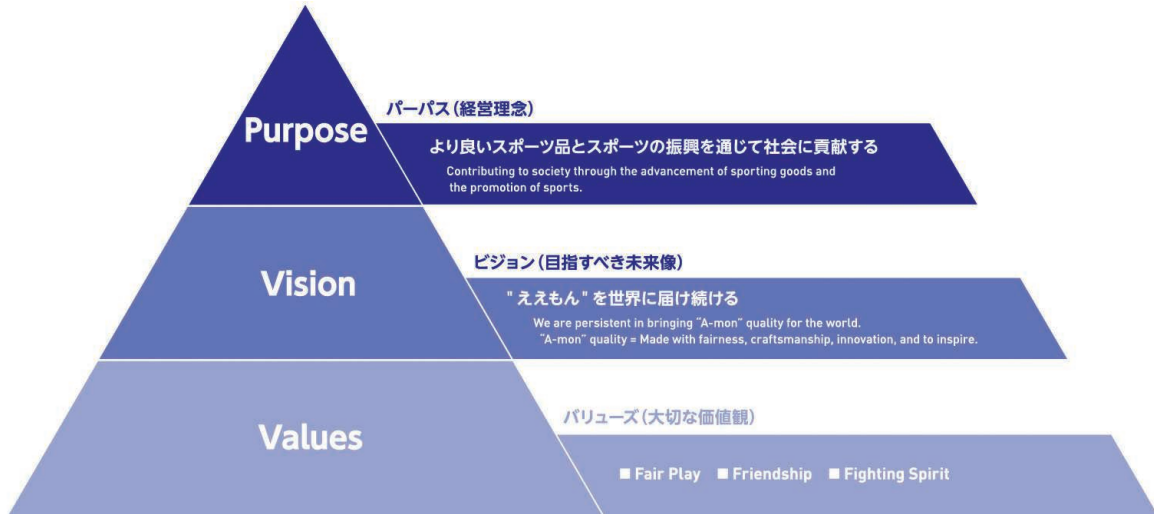 Purpose
パーパス（経営理念）
より良いスポーツ品とスポーツの振興を通じて社会に貢献する
Contributing to society through the advancement of sporting goods and
the promotion of sports.
Vision
ビジョン（目指すべき未来像）
"ええもん"を世界に届け続ける
We are persistent in bringing “A-mon” quality for the world.
“A-mon” quality = Made with fairness, craftsmanship, innovation, and to inspire.
Values
バリューズ（大切な価値観）
■ Fair Play ■ Friendship ■ Fighting Spirit